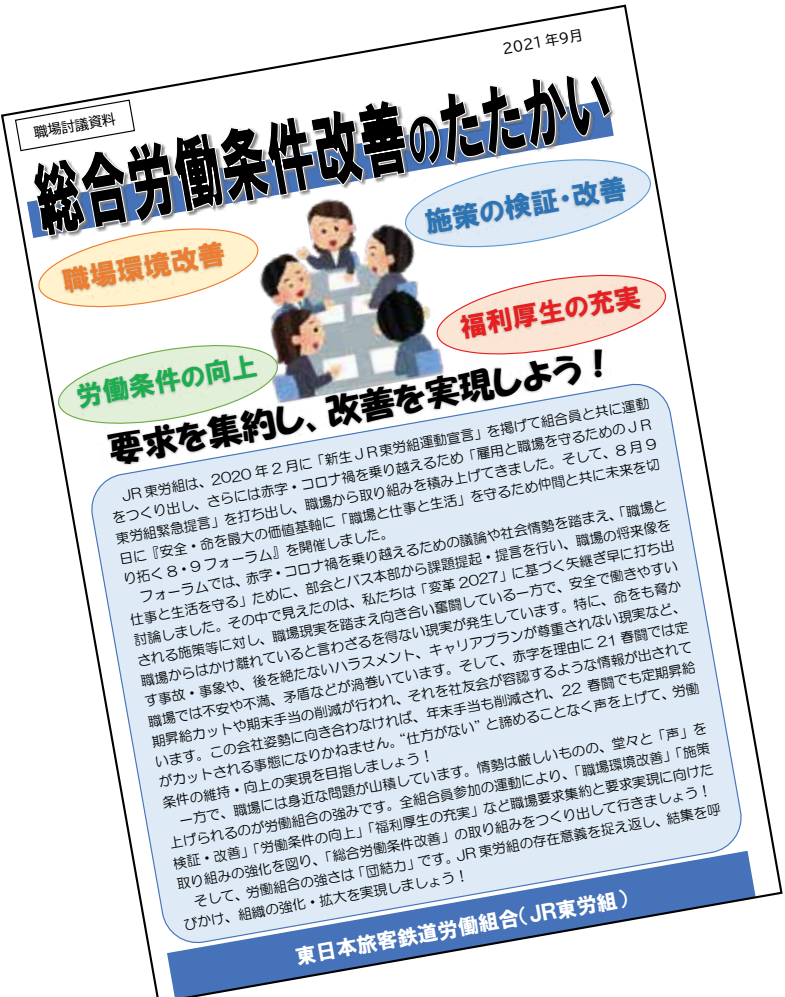 2021年9月
職場討議資料
総合労働条件改善のたたかい
施策の検証・改善
職場環境改善
福利厚生の充実
労働条件の向上
要求を集約し、改善を実現しよう！
JR東労組は、2020年2月に「新生JR東労組運動宣言」を掲げて組合員と共に運動
をつくり出し、さらには赤字・コロナ禍を乗り越えるため「雇用と職場を守るためのJR
東労組緊急提言」を打ち出し、職場から取り組みを積み上げてきました。そして、8月9
日に『安全・命を最大の価値基軸に「職場と仕事と生活」を守るため仲間と共に未来を切
り拓く8・9フォーラム』を開催しました。
フォーラムでは、赤字・コロナ禍を乗り越えるための議論や社会情勢を踏まえ、「職場と
仕事と生活を守る」ために、部会とバス本部から課題提起・提言を行い、職場の将来像を
討論しました。その中で見えたのは、私たちは「変革2027」に基づく矢継ぎ早に打ち出
される施策等に対し、職場現実を踏まえ向き合い奮闘している一方で、安全で働きやすい
職場からはかけ離れていると言わざるを得ない現実が発生しています。特に、命をも脅か
す事故・事象や、後を絶たないハラスメント、キャリアプランが尊重されない現実など、
職場では不安や不満、矛盾などが渦巻いています。そして、赤字を理由に21春闘では定
期昇給カットや期末手当の削減が行われ、それを社友会が容認するような情報が出されて
います。この会社姿勢に向き合わなければ、年末手当も削減され、22春闘でも定期昇給
がカットされる事態になりかねません。“仕方がない”と諦めることなく声を上げて、労働
条件の維持・向上の実現を目指しましょう！
一方で、職場には身近な問題が山積しています。情勢は厳しいものの、堂々と「声」を
上げられるのが労働組合の強みです。全組合員参加の運動により、「職場環境改善」「施策
検証・改善」「労働条件の向上」「福利厚生の充実」など職場要求集約と要求実現に向けた
取り組みの強化を図り、「総合労働条件改善」の取り組みをつくり出して行きましょう！
そして、労働組合の強さは「団結力」です。JR東労組の存在意義を捉え返し、結集を呼
びかけ、組織の強化・拡大を実現しましょう！
東日本旅客鉄道労働組合（JR東労組）